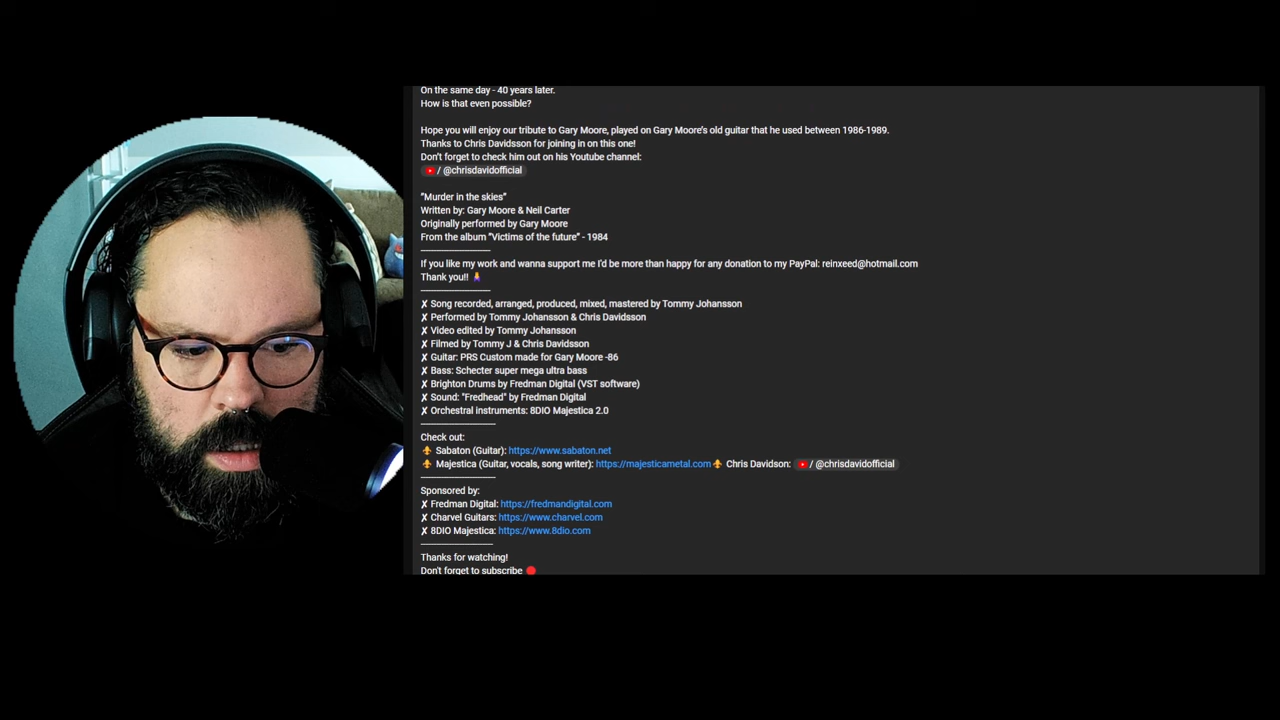 On the same day - 40 years later.
How is that even possible?
Hope you will enjoy our tribute to Gary Moore, played on Gary Moore's old guitar that he used between 1986-1989.
Thanks to Chris Davidsson for joining in on this one!
Don't forget to check him out on his Youtube channel:
/ @chrisdavidofficial
"Murder in the skies"
Written by: Gary Moore & Neil Carter
Originally performed by Gary Moore
From the album "Victims of the future" - 1984
If you like my work and wanna support me I'd be more than happy for any donation to my PayPal: reinxeed@hotmail.com
Thank you!!
✘ Song recorded, arranged, produced, mixed, mastered by Tommy Johansson
✘ Performed by Tommy Johansson & Chris Davidsson
✘ Video edited by Tommy Johansson
✘ Filmed by Tommy J & Chris Davidsson
✘ Guitar: PRS Custom made for Gary Moore -86
✘ Bass: Schecter super mega ultra bass
✘ Brighton Drums by Fredman Digital (VST software)
✘ Sound: "Fredhead" by Fredman Digital
✘ Orchestral instruments: 8DIO Majestica 2.0
Check out:
⚜ Sabaton (Guitar): https://www.sabaton.net
⚜ Majestica (Guitar, vocals, song writer): https://majesticametal.com⚜ Chris Davidson: / @chrisdavidofficial
Sponsored by:
✘ Fredman Digital: https://fredmandigital.com
✘ Charvel Guitars: https://www.charvel.com
✘ 8DIO Majestica: https://www.8dio.com
Thanks for watching!
Don't forget to subscribe 🔴